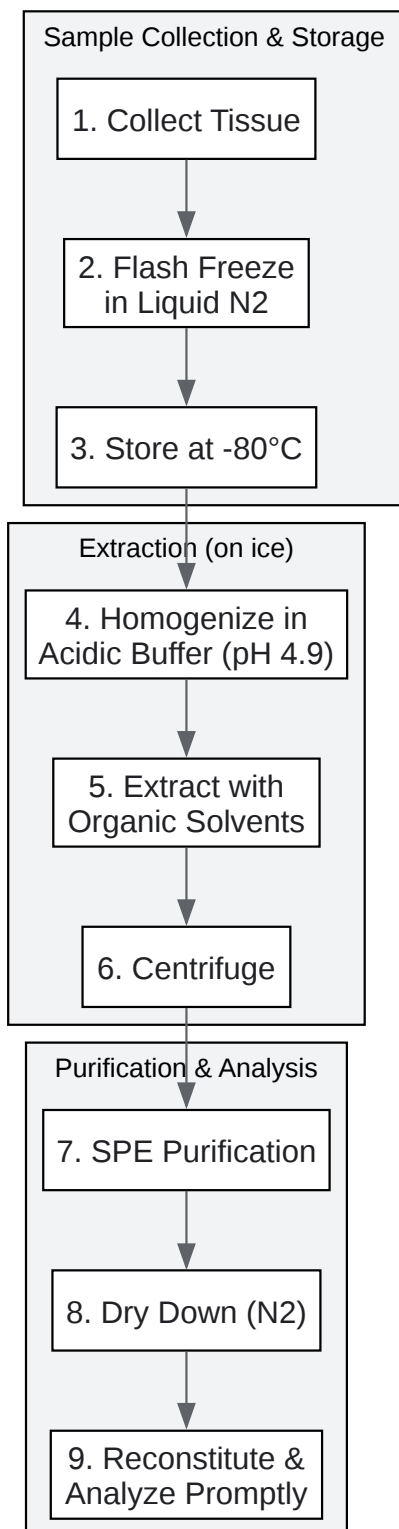 Sample Collection & Storage
1. Collect Tissue
2. Flash Freeze
in Liquid N2
3. Store at -80°C
Extraction (on ice)
4. Homogenize in
Acidic Buffer (pH 4.9)
5. Extract with
Organic Solvents
6. Centrifuge
Purification & Analysis
7. SPE Purification
8. Dry Down (N2)
9. Reconstitute &
Analyze Promptly